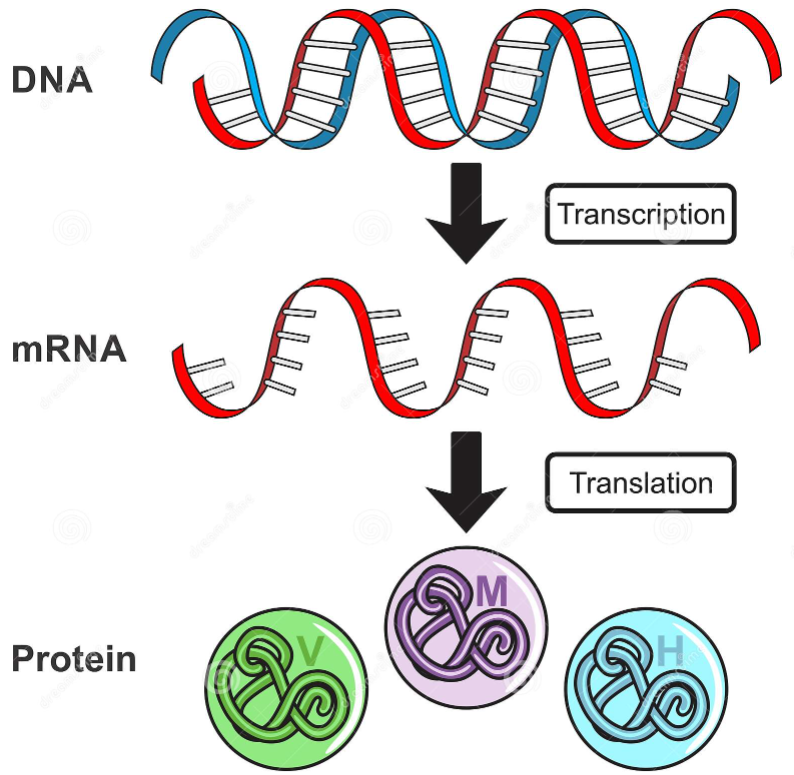 DNA
Transcription
mRNA
Translation
M
Protein
V
H